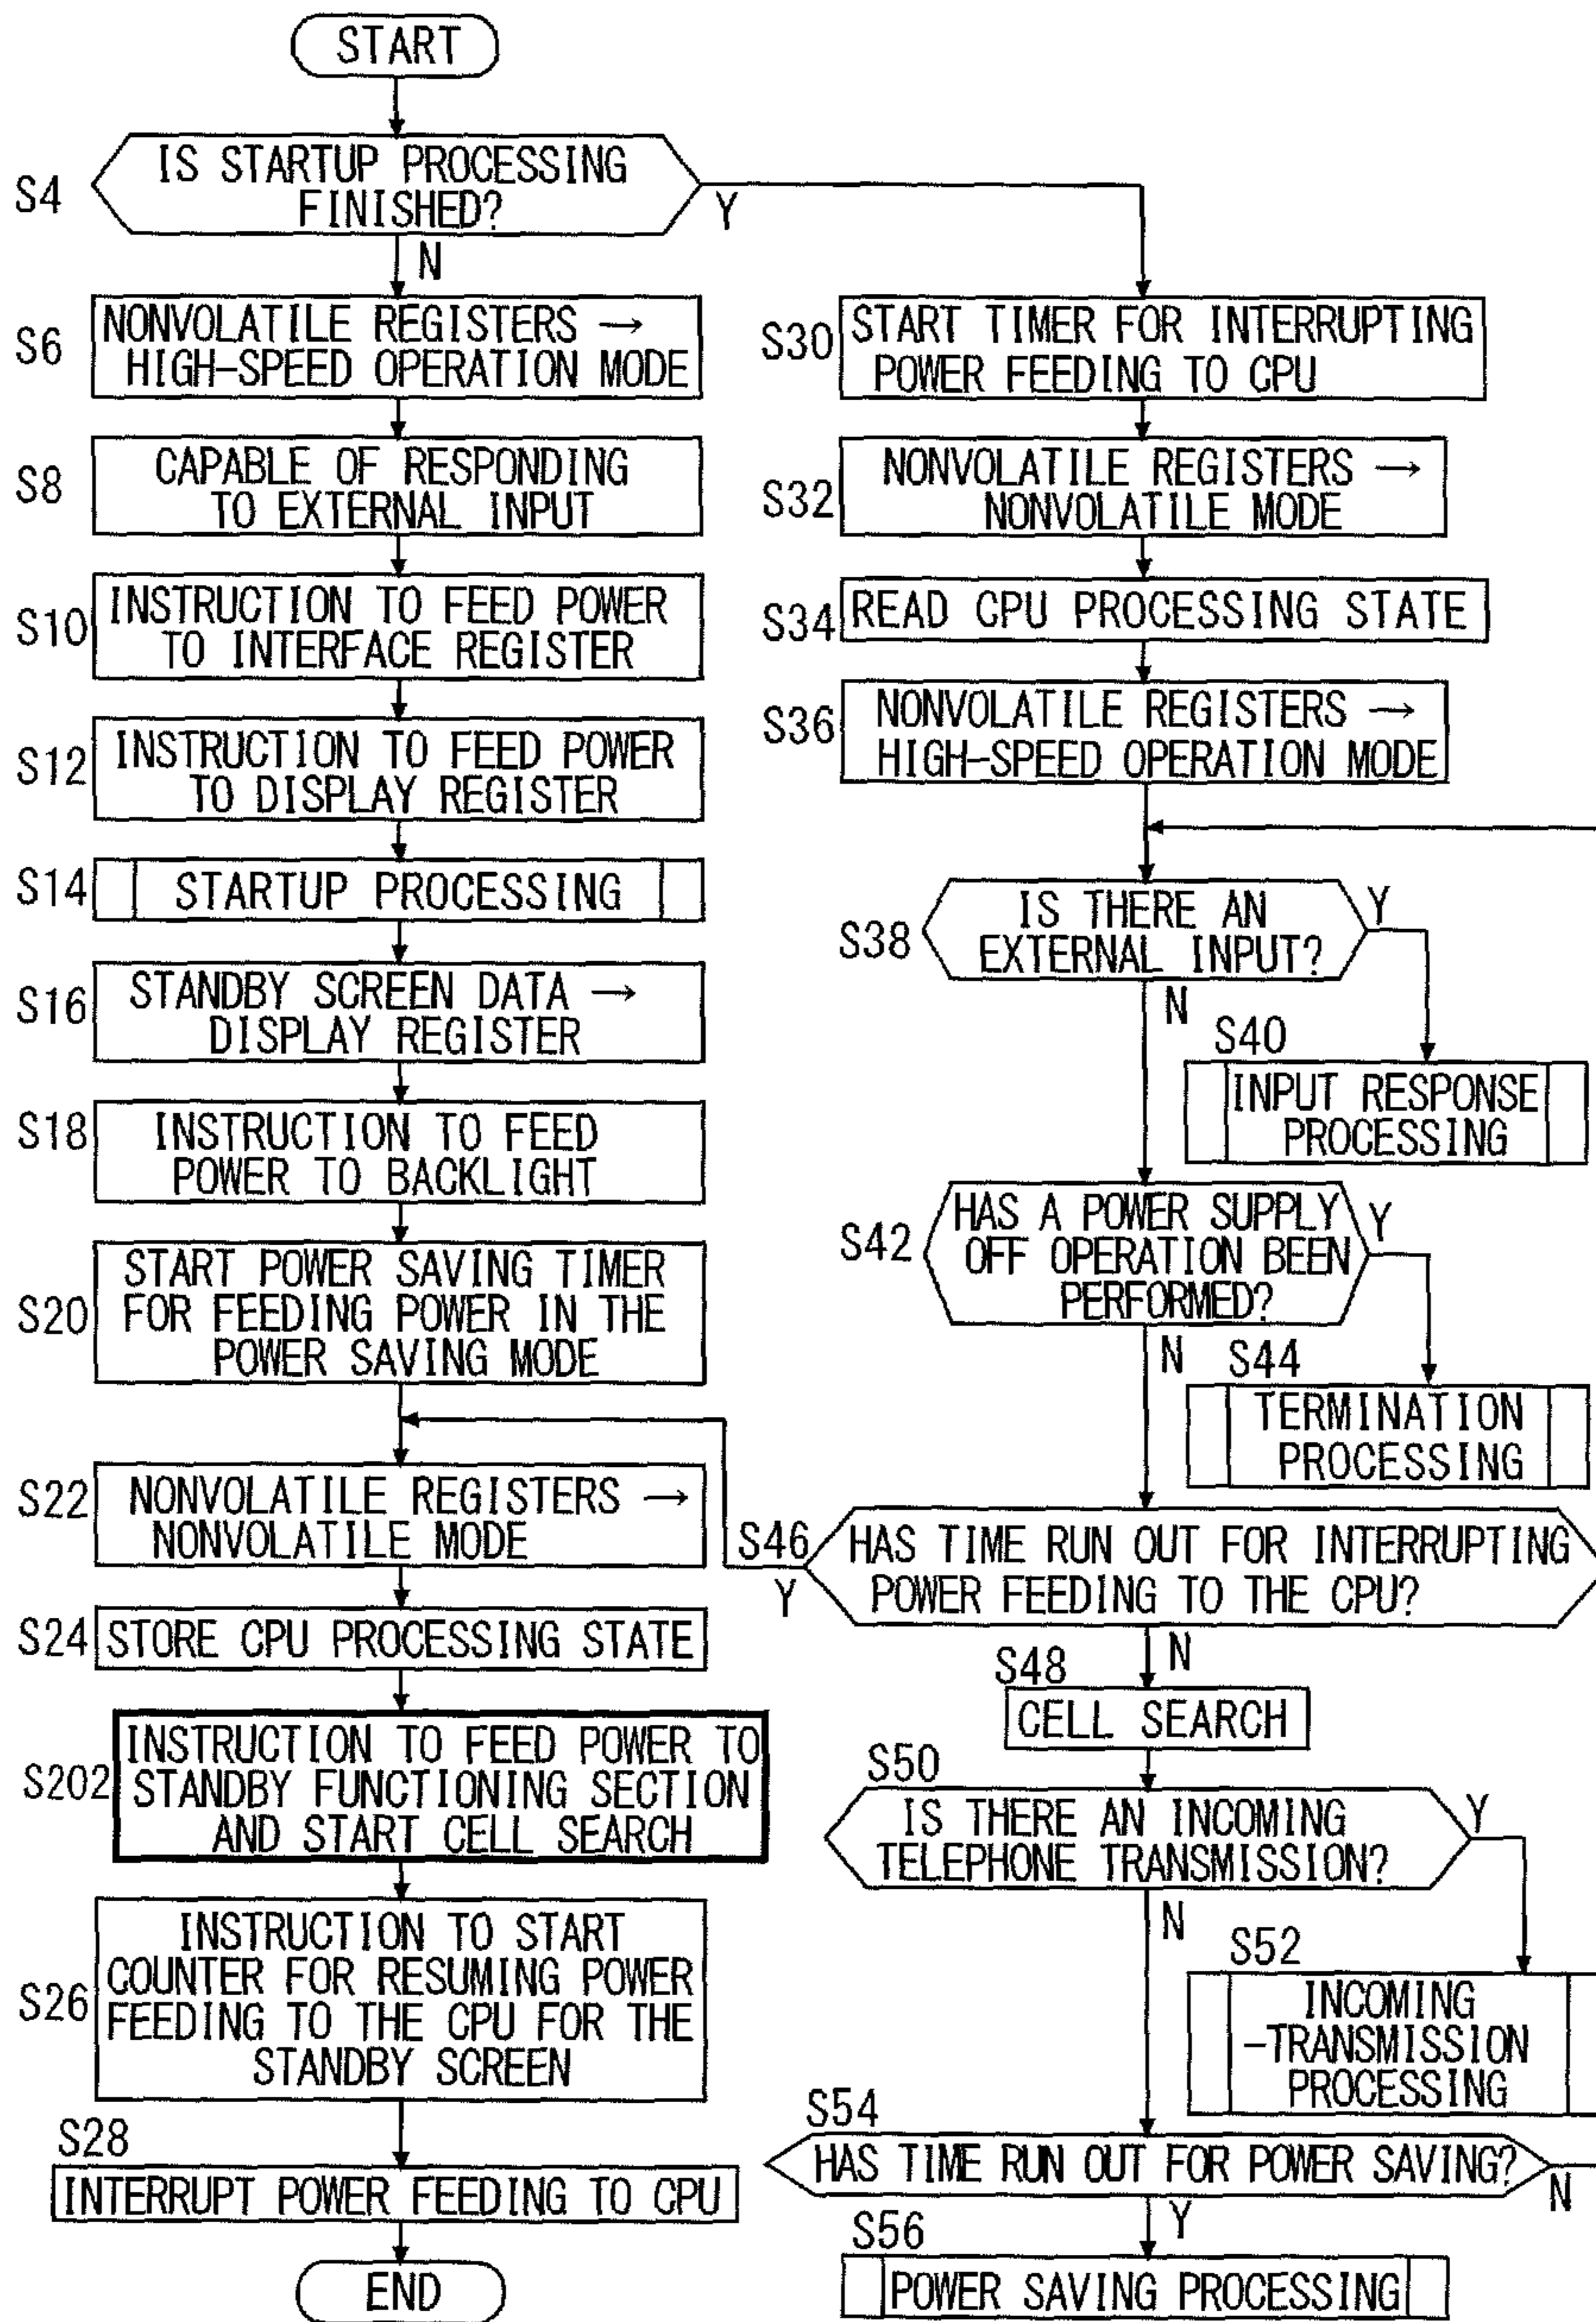 START
S4
IS STARTUP PROCESSING
FINISHED?
Y
N
S6
NONVOLATILE REGISTERS →
HIGH-SPEED OPERATION MODE
S8
CAPABLE OF RESPONDING
TO EXTERNAL INPUT
S10
INSTRUCTION TO FEED POWER
TO INTERFACE REGISTER
S12
INSTRUCTION TO FEED POWER
TO DISPLAY REGISTER
S14
STARTUP PROCESSING
S16
STANDBY SCREEN DATA →
DISPLAY REGISTER
S18
INSTRUCTION TO FEED
POWER TO BACKLIGHT
S20
START POWER SAVING TIMER
FOR FEEDING POWER IN THE
POWER SAVING MODE
S22
NONVOLATILE REGISTERS →
NONVOLATILE MODE
S24
STORE CPU PROCESSING STATE
S202
INSTRUCTION TO FEED POWER TO
STANDBY FUNCTIONING SECTION
AND START CELL SEARCH
S26
INSTRUCTION TO START
COUNTER FOR RESUMING POWER
FEEDING TO THE CPU FOR THE
STANDBY SCREEN
S28
INTERRUPT POWER FEEDING TO CPU
END
S30
START TIMER FOR INTERRUPTING
POWER FEEDING TO CPU
S32
NONVOLATILE REGISTERS →
NONVOLATILE MODE
S34
READ CPU PROCESSING STATE
S36
NONVOLATILE REGISTERS →
HIGH-SPEED OPERATION MODE
S38
IS THERE AN
EXTERNAL INPUT?
Y
N
S40
INPUT RESPONSE
PROCESSING
S42
HAS A POWER SUPPLY
OFF OPERATION BEEN
PERFORMED?
Y
N
S44
TERMINATION
PROCESSING
S46
HAS TIME RUN OUT FOR INTERRUPTING
POWER FEEDING TO THE CPU?
Y
N
S48
CELL SEARCH
S50
IS THERE AN INCOMING
TELEPHONE TRANSMISSION?
Y
N
S52
INCOMING
-TRANSMISSION
PROCESSING
S54
HAS TIME RUN OUT FOR POWER SAVING?
N
Y
S56
POWER SAVING PROCESSING